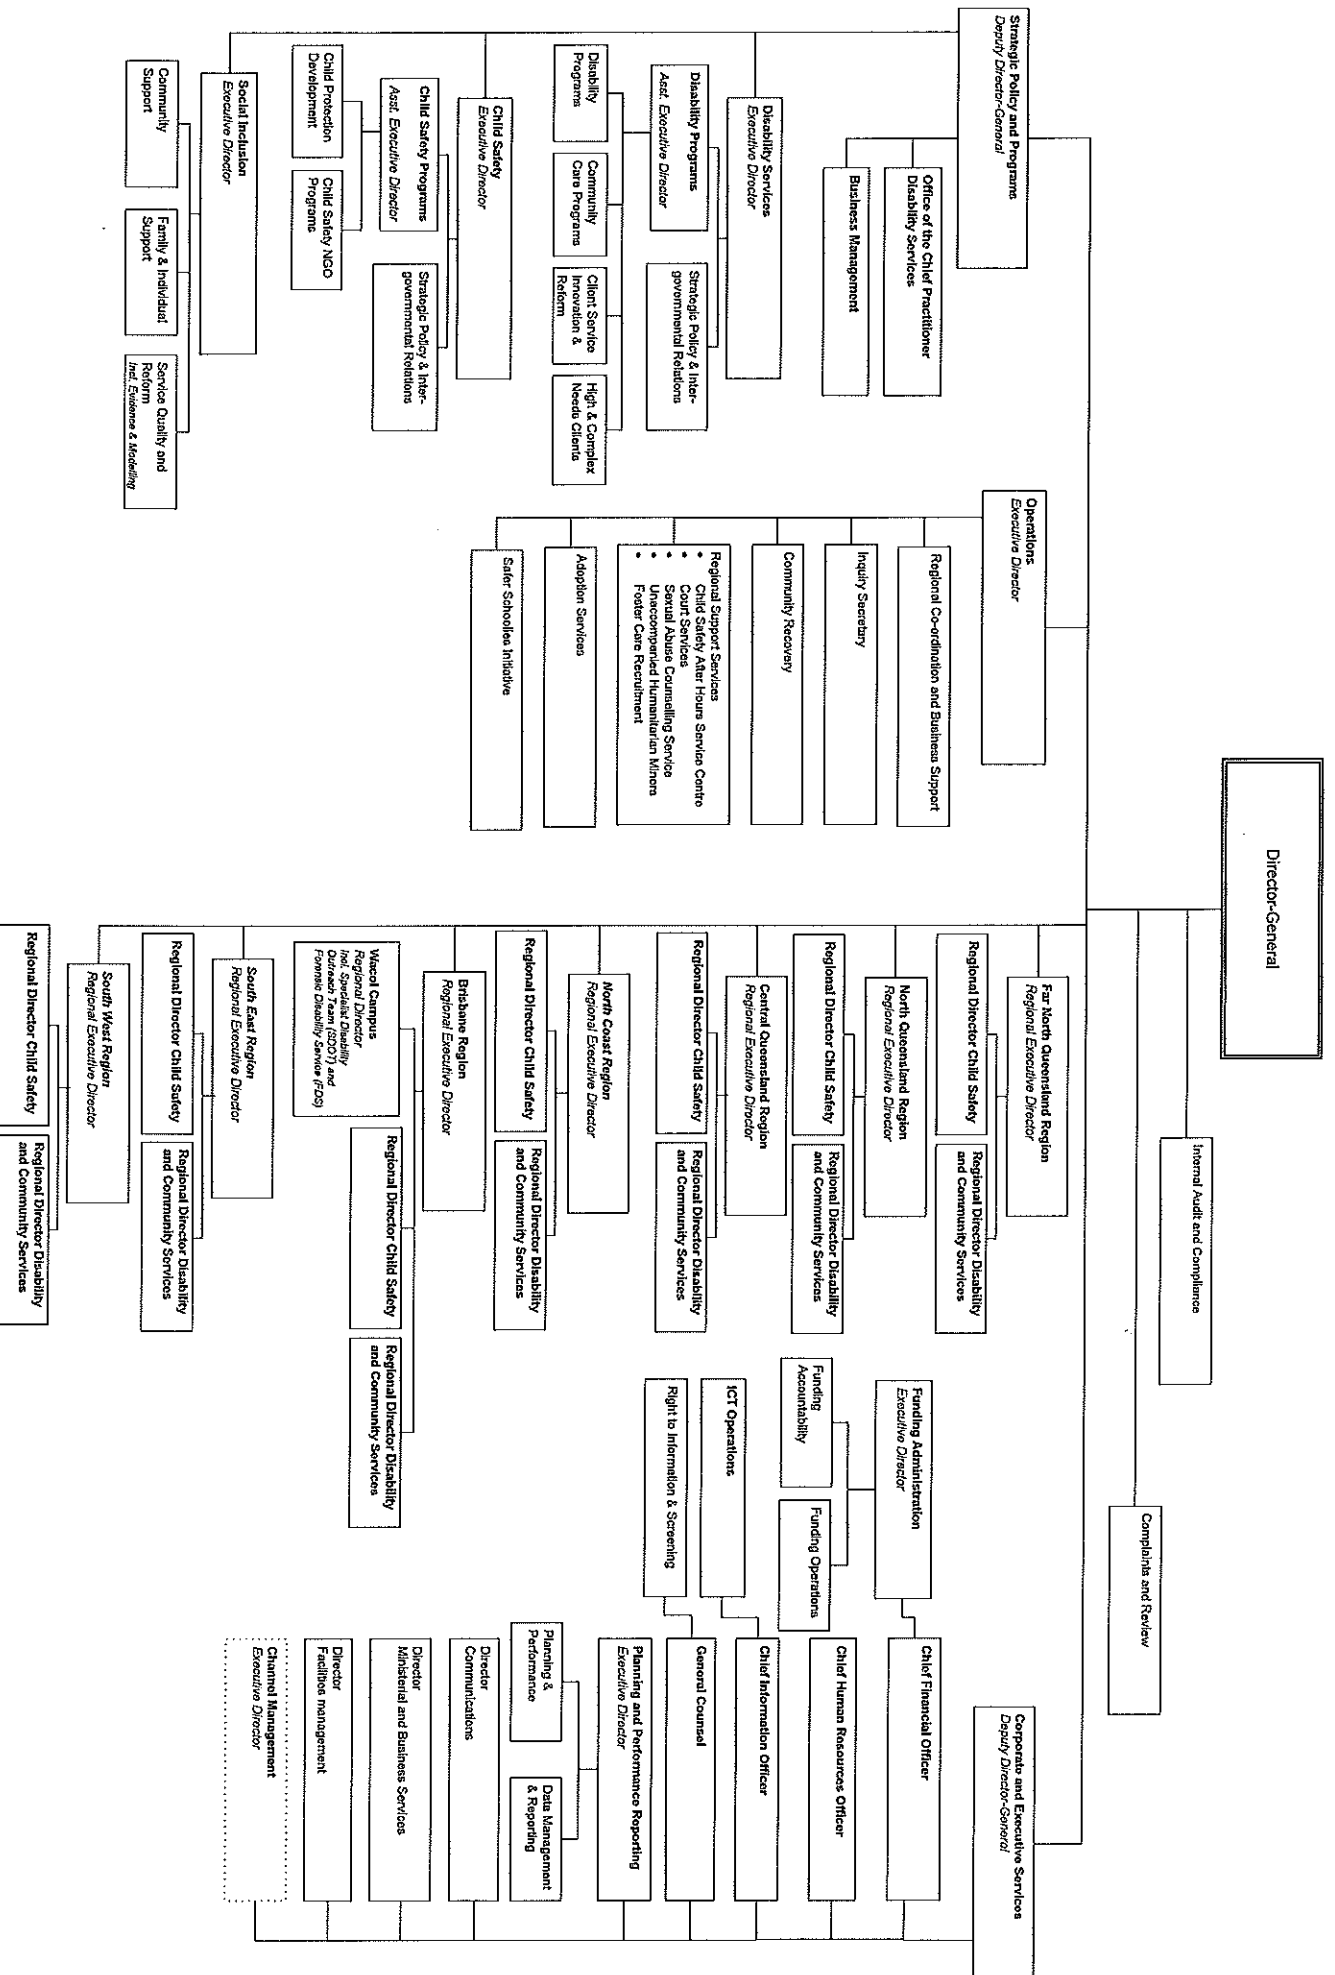 Director-General
Internal Audit and Compliance
Complaints and Review
Strategic Policy and Programs
Deputy Director-General
Office of the Chief Practitioner
Disability Services
Business Management
Disability Services
Executive Director
Disability Programs
Asst. Executive Director
Strategic Policy & Inter-
governmental Relations
Disability
Programs
Community
Care Programs
Client Service
Innovation &
Reform
High & Complex
Needs Clients
Child Safety
Executive Director
Child Safety Programs
Asst. Executive Director
Strategic Policy & Inter-
governmental Relations
Child Protection
Development
Child Safety NGO
Programs
Social Inclusion
Executive Director
Community
Support
Family & Individual
Support
Service Quality and
Reform
Incl. Evidence & Modelling
Operations
Executive Director
Regional Co-ordination and Business Support
Inquiry Secretary
Community Recovery
Regional Support Services
• Child Safety After Hours Service Centre
• Court Services
• Sexual Abuse Counselling Service
• Unaccompanied Humanitarian Minors
• Foster Care Recruitment
Adoption Services
Safer Schoolies Initiative
Far North Queensland Region
Regional Executive Director
Regional Director Child Safety
Regional Director Disability
and Community Services
North Queensland Region
Regional Executive Director
Regional Director Child Safety
Regional Director Disability
and Community Services
Central Queensland Region
Regional Executive Director
Regional Director Child Safety
Regional Director Disability
and Community Services
North Coast Region
Regional Executive Director
Regional Director Child Safety
Regional Director Disability
and Community Services
Brisbane Region
Regional Executive Director
Wacol Campus
Regional Director
Incl. Specialist Disability
Outreach Team (SDOT) and
Forensic Disability Service (FDS)
Regional Director Child Safety
Regional Director Disability
and Community Services
South East Region
Regional Executive Director
Regional Director Child Safety
Regional Director Disability
and Community Services
South West Region
Regional Executive Director
Regional Director Child Safety
Regional Director Disability
and Community Services
Corporate and Executive Services
Deputy Director-General
Chief Financial Officer
Funding Administration
Executive Director
Funding
Accountability
Funding Operations
Chief Human Resources Officer
Chief Information Officer
ICT Operations
General Counsel
Right to Information & Screening
Planning and Performance Reporting
Executive Director
Planning &
Performance
Data Management
& Reporting
Director
Communications
Director
Ministerial and Business Services
Director
Facilities management
Channel Management
Executive Director